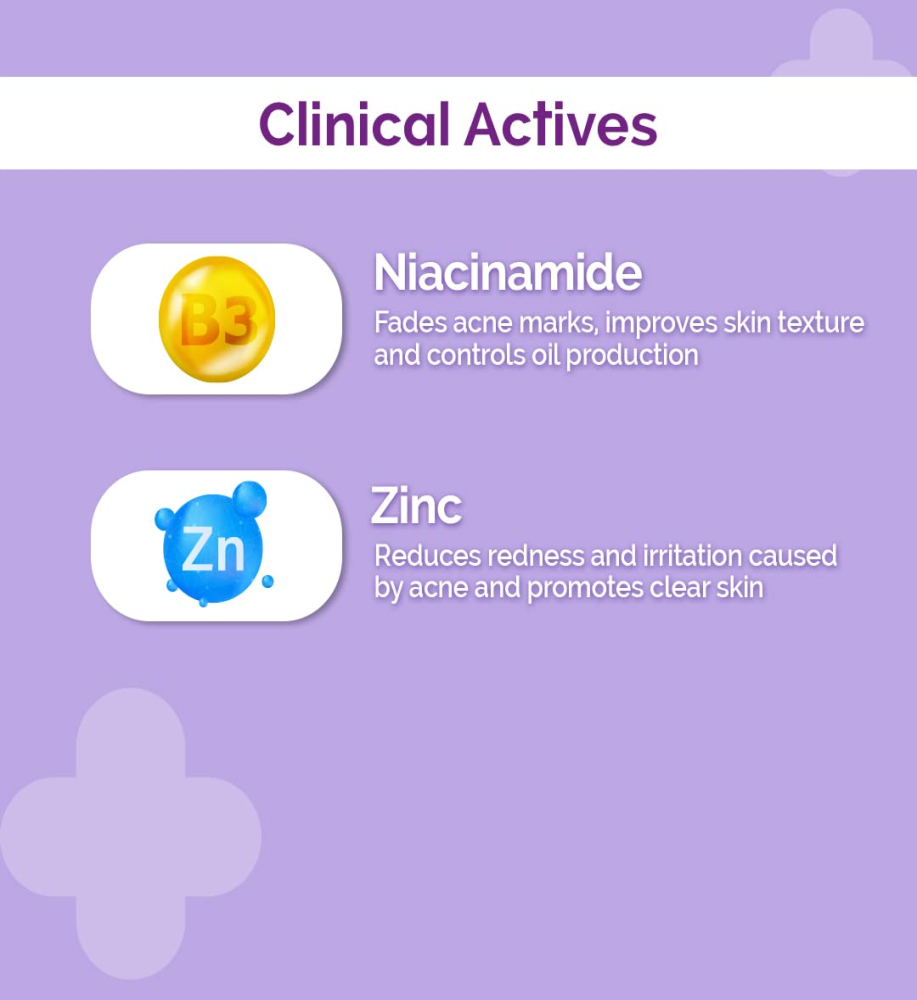 Clinical Actives
B3
Niacinamide
Fades acne marks, improves skin texture
and controls oil production
Zn
Zinc
Reduces redness and irritation caused
by acne and promotes clear skin